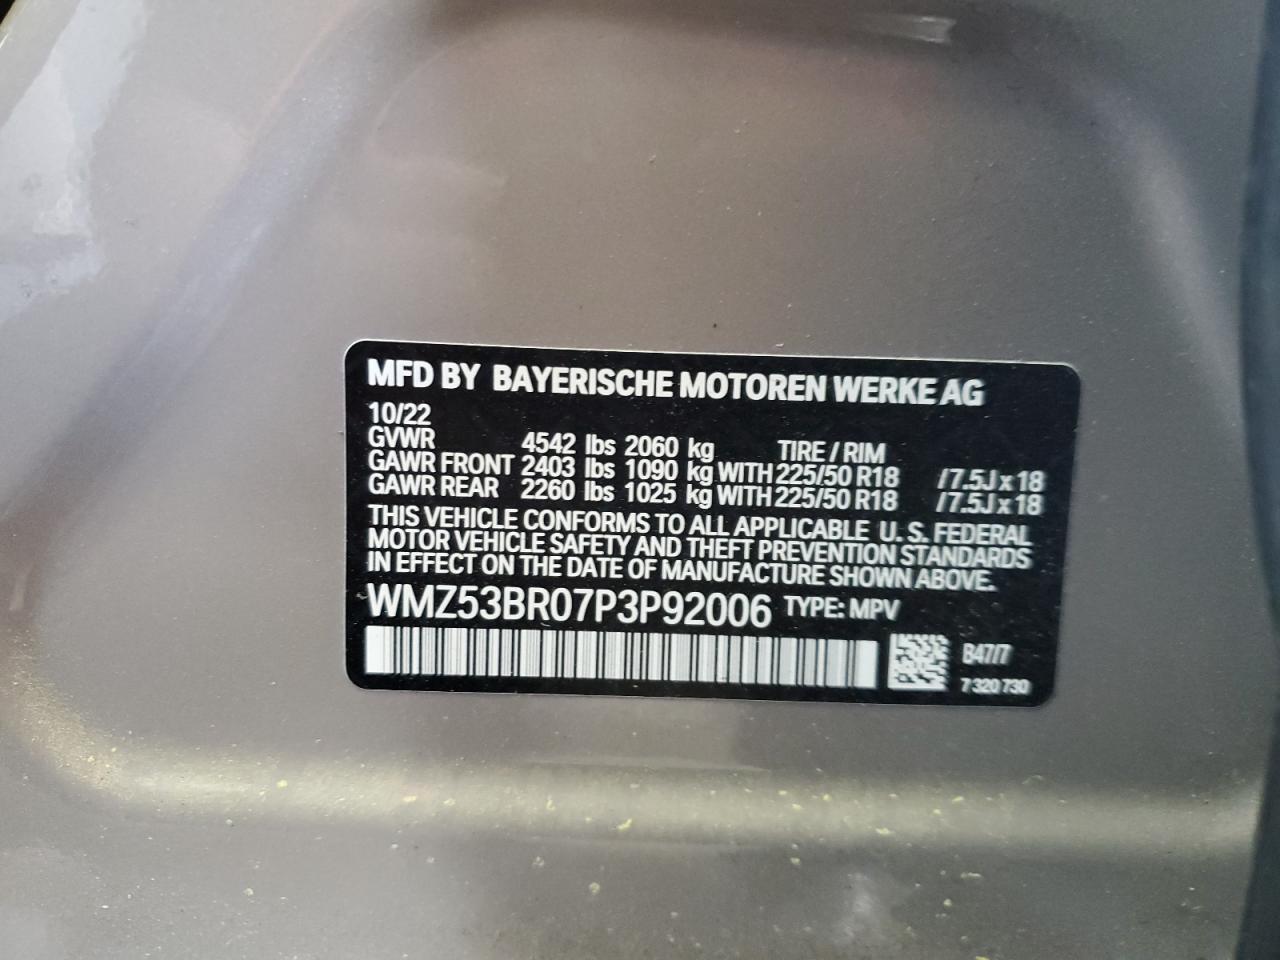 MFD BY BAYERISCHE MOTOREN WERKE AG
10/22
GVWR 4542 lbs 2060 kg TIRE / RIM
GAWR FRONT 2403 lbs 1090 kg WITH 225/50 R18 /7.5J x 18
GAWR REAR 2260 lbs 1025 kg WITH 225/50 R18 /7.5J x 18
THIS VEHICLE CONFORMS TO ALL APPLICABLE U. S. FEDERAL
MOTOR VEHICLE SAFETY AND THEFT PREVENTION STANDARDS
IN EFFECT ON THE DATE OF MANUFACTURE SHOWN ABOVE.
WMZ53BR07P3P92006 TYPE: MPV
B47/7
7 320 730